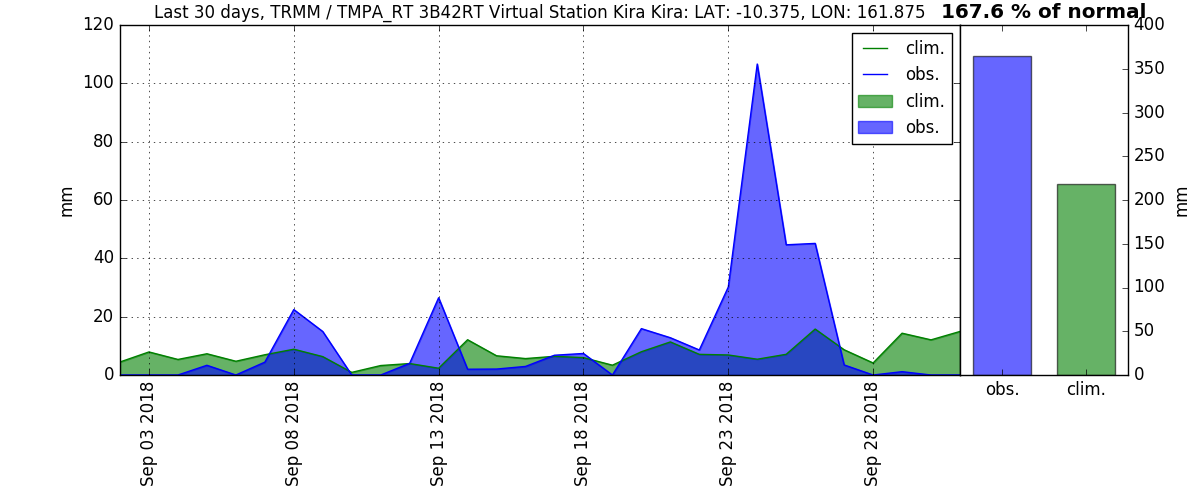 Last 30 days, TRMM / TMPA_RT 3B42RT Virtual Station Kira Kira: LAT: -10.375, LON: 161.875
167.6 % of normal
120
100
80
60
40
20
0
mm
clim.
obs.
clim.
obs.
Sep 03 2018
Sep 08 2018
Sep 13 2018
Sep 18 2018
Sep 23 2018
Sep 28 2018
400
350
300
250
200
150
100
50
0
mm
obs.
clim.